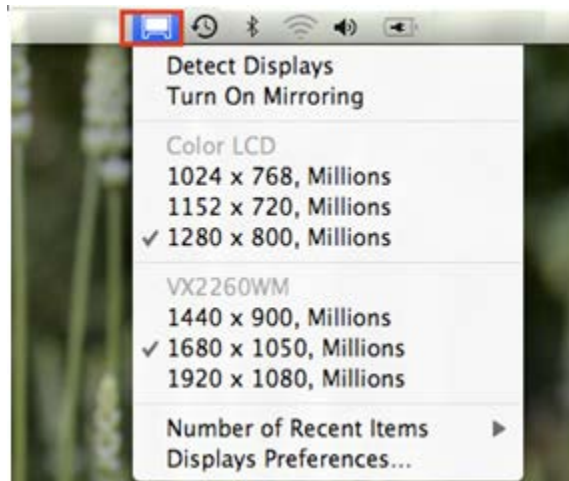 Detect Displays
Turn On Mirroring
Color LCD
1024 x 768, Millions
1152 x 720, Millions
✓ 1280 x 800, Millions
VX2260WM
1440 x 900, Millions
✓ 1680 x 1050, Millions
1920 x 1080, Millions
Number of Recent Items
Displays Preferences...